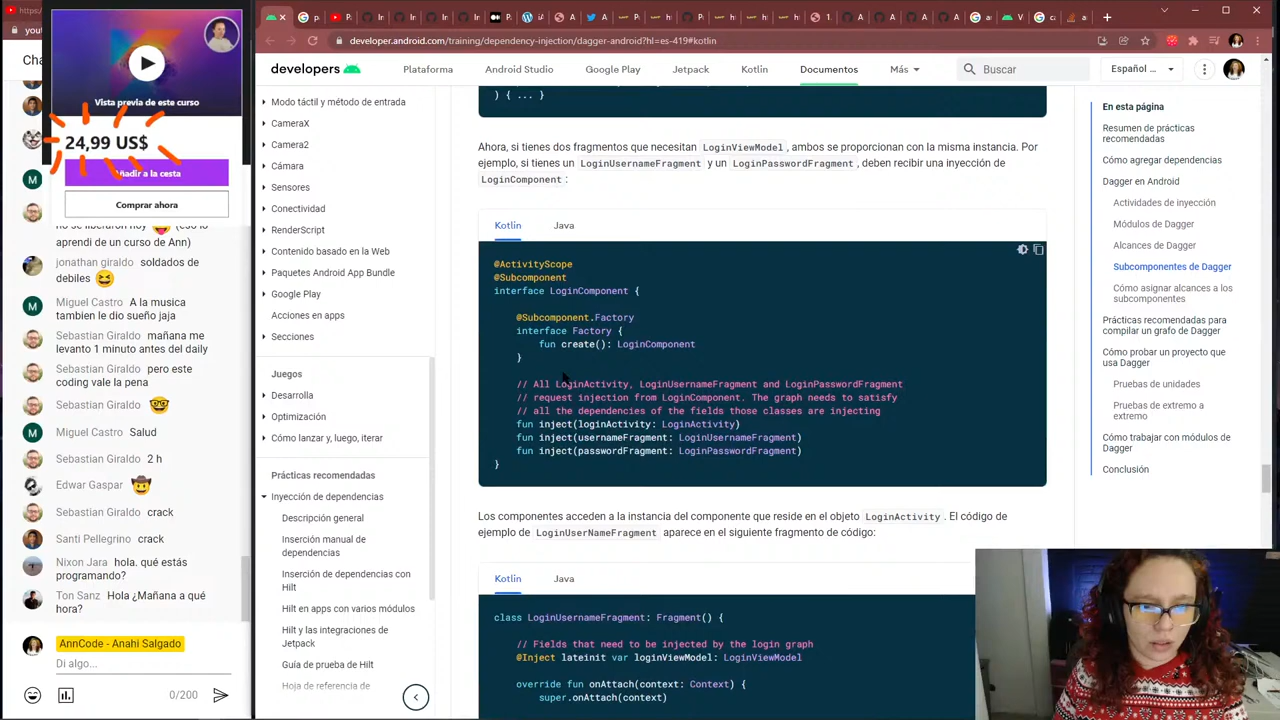 Vista previa de este curso
24,99 US$
Añadir a la cesta
Comprar ahora
no se liberaron hoy
(eso lo
aprendi de un curso de Ann)
jonathan giraldo soldados de
debiles
Miguel Castro A la musica
tambien le dio sueño jaja
Sebastian Giraldo mañana me
levanto 1 minuto antes del daily
Sebastian Giraldo pero este
coding vale la pena
Sebastian Giraldo
Miguel Castro Salud
Sebastian Giraldo 2 h
Edwar Gaspar
Sebastian Giraldo crack
Santi Pellegrino crack
Nixon Jara hola. qué estás
programando?
Ton Sanz Hola ¿Mañana a qué
hora?
AnnCode - Anahi Salgado
Di algo...
0/200
developer.android.com/training/dependency-injection/dagger-android?hl=es-419#kotlin
developers
Plataforma
Android Studio
Google Play
Jetpack
Kotlin
Documentos
Más
Buscar
Español ...
Modo táctil y método de entrada
CameraX
Camera2
Cámara
Sensores
Conectividad
RenderScript
Contenido basado en la Web
Paquetes Android App Bundle
Google Play
Acciones en apps
Secciones
Juegos
Desarrolla
Optimización
Cómo lanzar y, luego, iterar
Prácticas recomendadas
Inyección de dependencias
Descripción general
Inserción manual de
dependencias
Inserción de dependencias con
Hilt
Hilt en apps con varios módulos
Hilt y las integraciones de
Jetpack
Guía de prueba de Hilt
Hoja de referencia de
) { ... }
Ahora, si tienes dos fragmentos que necesitan LoginViewModel, ambos se proporcionan con la misma instancia. Por
ejemplo, si tienes un LoginUsernameFragment y un LoginPasswordFragment, deben recibir una inyección de
LoginComponent :
Kotlin
Java
@ActivityScope
@Subcomponent
interface LoginComponent {
@Subcomponent.Factory
interface Factory {
fun create(): LoginComponent
}
// All LoginActivity, LoginUsernameFragment and LoginPasswordFragment
// request injection from LoginComponent. The graph needs to satisfy
// all the dependencies of the fields those classes are injecting
fun inject(loginActivity: LoginActivity)
fun inject(usernameFragment: LoginUsernameFragment)
fun inject(passwordFragment: LoginPasswordFragment)
}
Los componentes acceden a la instancia del componente que reside en el objeto LoginActivity . El código de
ejemplo de LoginUserNameFragment aparece en el siguiente fragmento de código:
Kotlin
Java
class LoginUsernameFragment: Fragment() {
// Fields that need to be injected by the login graph
@Inject lateinit var loginViewModel: LoginViewModel
override fun onAttach(context: Context) {
super.onAttach(context)
En esta página
Resumen de prácticas
recomendadas
Cómo agregar dependencias
Dagger en Android
Actividades de inyección
Módulos de Dagger
Alcances de Dagger
Subcomponentes de Dagger
Cómo asignar alcances a los
subcomponentes
Prácticas recomendadas para
compilar un grafo de Dagger
Cómo probar un proyecto que
usa Dagger
Pruebas de unidades
Pruebas de extremo a
extremo
Cómo trabajar con módulos de
Dagger
Conclusión